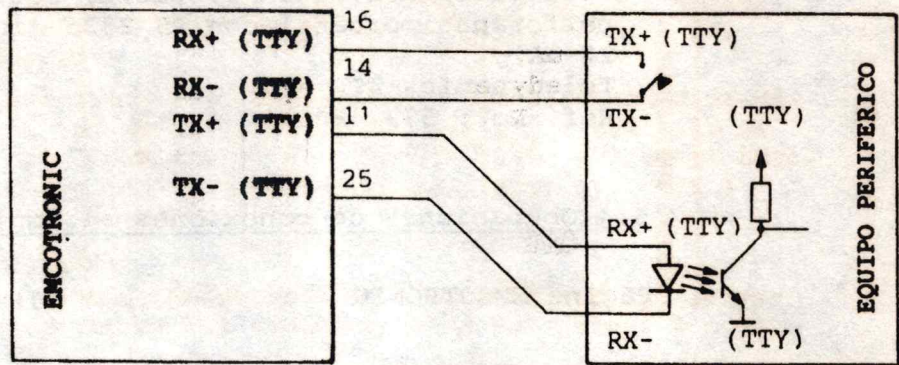 EMCOTRONIC
RX+ (TTY)
16
RX- (TTY)
14
TX+ (TTY)
11
TX- (TTY)
25
TX+ (TTY)
TX-
(TTY)
RX+ (TTY)
RX-
(TTY)
EQUIPO PERIFERICO